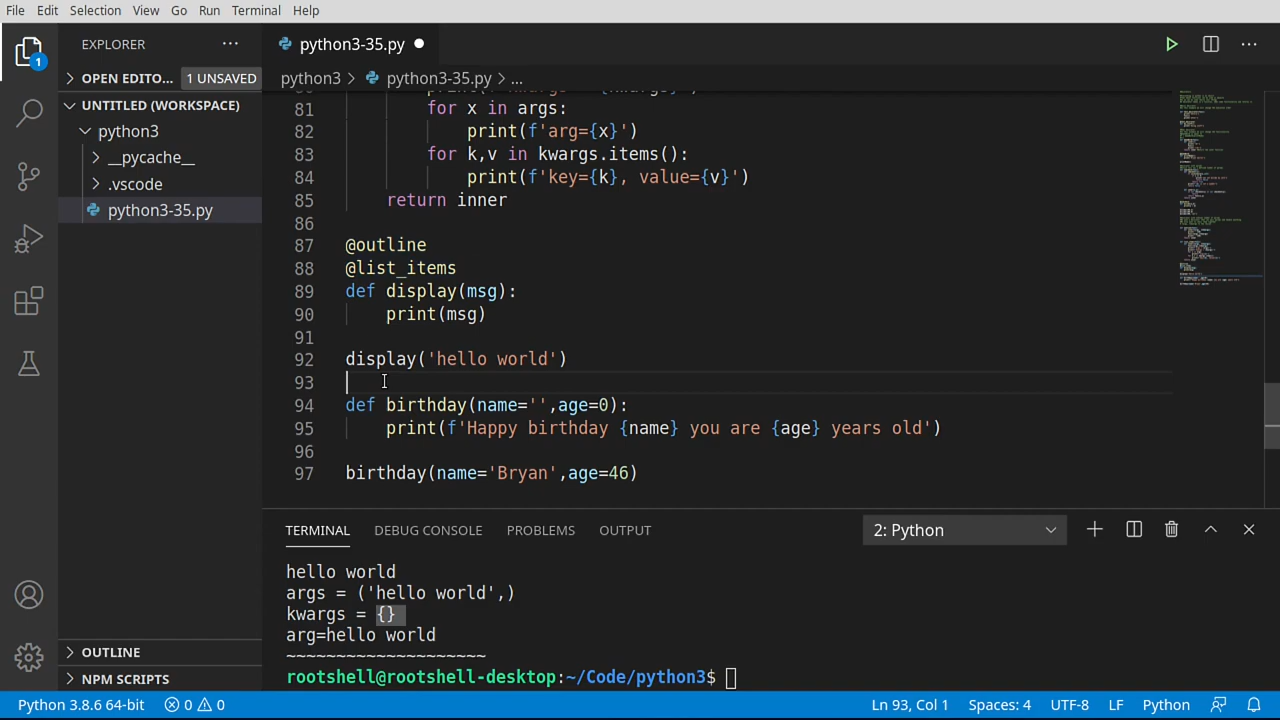 File Edit Selection View Go Run Terminal Help
EXPLORER
python3-35.py
OPEN EDITO... 1 UNSAVED
python3 > python3-35.py > ...
UNTITLED (WORKSPACE)
python3
__pycache__
.vscode
python3-35.py
81 for x in args:
82 print(f'arg={x}')
83 for k,v in kwargs.items():
84 print(f'key={k}, value={v}')
85 return inner
86
87 @outline
88 @list_items
89 def display(msg):
90 print(msg)
91
92 display('hello world')
93
94 def birthday(name='',age=0):
95 print(f'Happy birthday {name} you are {age} years old')
96
97 birthday(name='Bryan',age=46)
TERMINAL DEBUG CONSOLE PROBLEMS OUTPUT 2: Python
hello world
args = ('hello world',)
kwargs = {}
arg=hello world
~~~~~~~~~~~~~~~~~~~~
rootshell@rootshell-desktop:~/Code/python3$
OUTLINE
NPM SCRIPTS
1
Python 3.8.6 64-bit 0 0 Ln 93, Col 1 Spaces: 4 UTF-8 LF Python